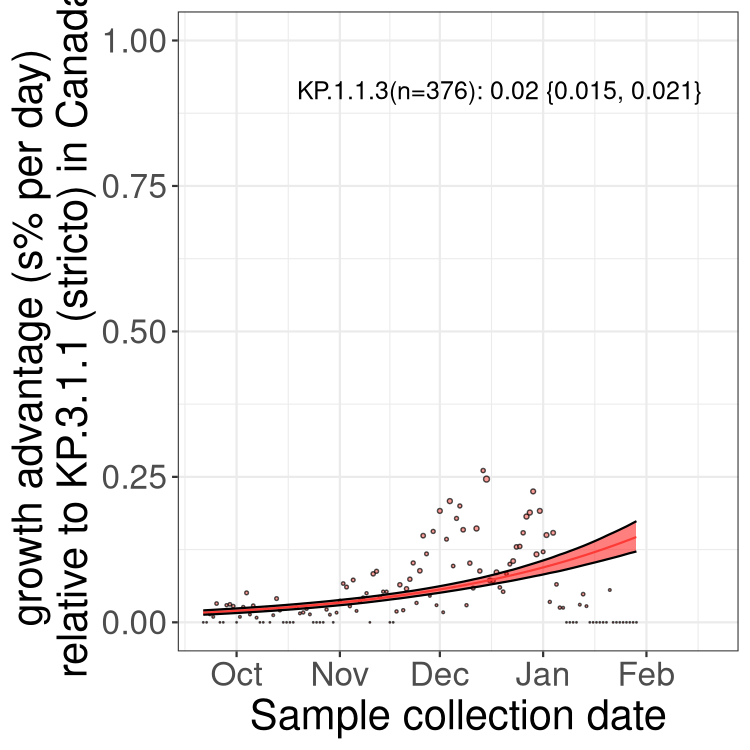 growth advantage (s% per day)
relative to KP.3.1.1 (stricto) in Canada
1.00
0.75
0.50
0.25
0.00
KP.1.1.3(n=376): 0.02 {0.015, 0.021}
Oct Nov Dec Jan Feb
Sample collection date